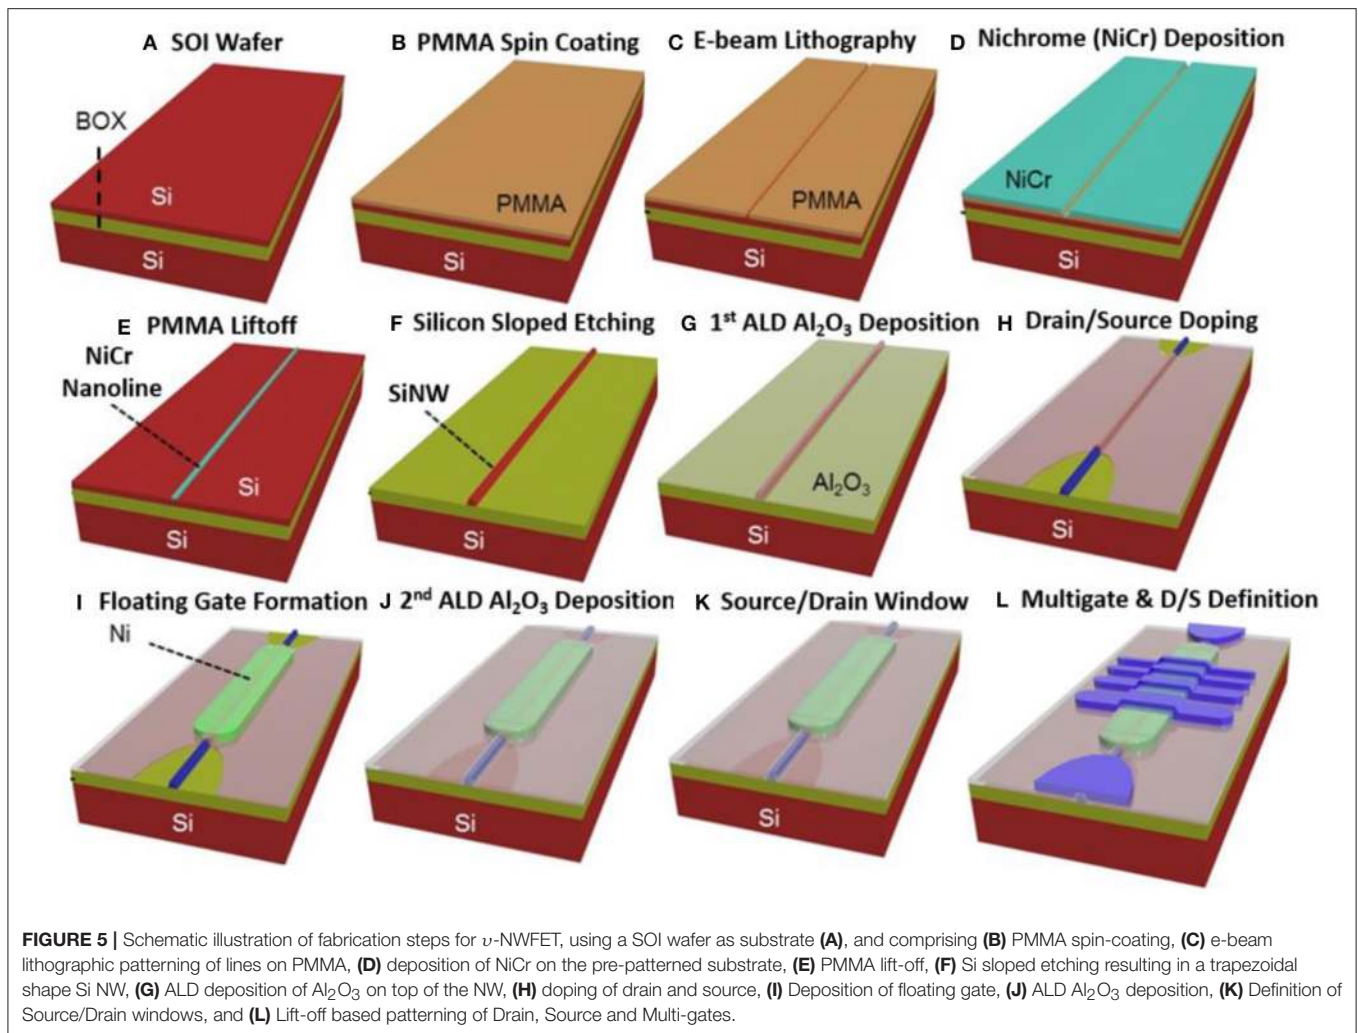 A SOI Wafer
B PMMA Spin Coating
C E-beam Lithography
D Nichrome (NiCr) Deposition
BOX
Si
Si
PMMA
Si
PMMA
Si
NiCr
Si
E PMMA Liftoff
F Silicon Sloped Etching
G 1st ALD Al₂O₃ Deposition
H Drain/Source Doping
NiCr
Nanoline
Si
Si
SiNW
Si
Al₂O₃
Si
Si
I Floating Gate Formation
J 2nd ALD Al₂O₃ Deposition
K Source/Drain Window
L Multigate & D/S Definition
Ni
Si
Si
Si
FIGURE 5 | Schematic illustration of fabrication steps for υ-NWFET, using a SOI wafer as substrate (A), and comprising (B) PMMA spin-coating, (C) e-beam
lithographic patterning of lines on PMMA, (D) deposition of NiCr on the pre-patterned substrate, (E) PMMA lift-off, (F) Si sloped etching resulting in a trapezoidal
shape Si NW, (G) ALD deposition of Al₂O₃ on top of the NW, (H) doping of drain and source, (I) Deposition of floating gate, (J) ALD Al₂O₃ deposition, (K) Definition of
Source/Drain windows, and (L) Lift-off based patterning of Drain, Source and Multi-gates.